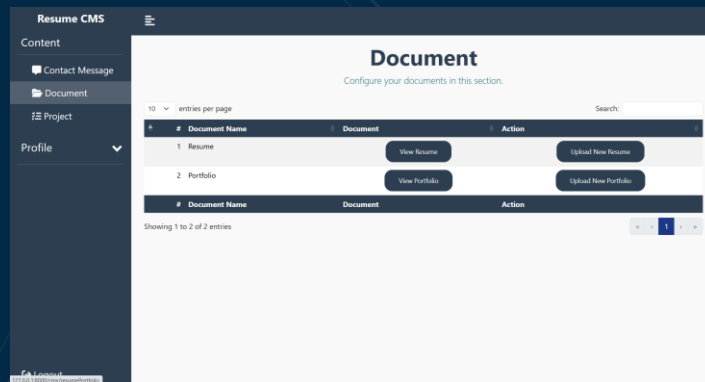 Resume CMS
Content
Contact Message
Document
Project
Profile
Logout
Document
Configure your documents in this section.
10 entries per page Search:
# Document Name Document Action
1 Resume View Resume Upload New Resume
2 Portfolio View Portfolio Upload New Portfolio
# Document Name Document Action
Showing 1 to 2 of 2 entries « ‹ 1 › »